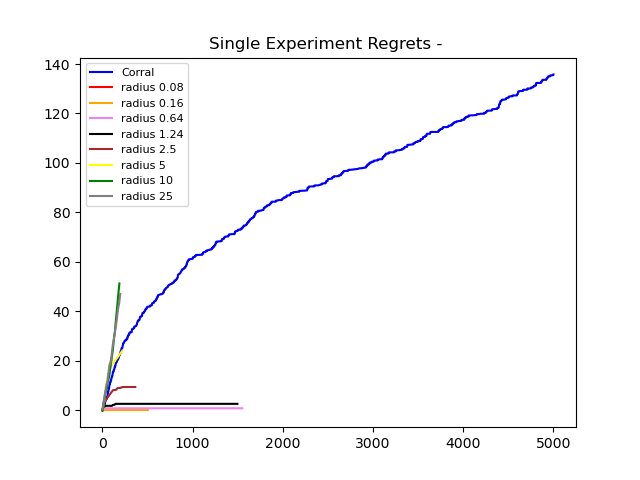 Single Experiment Regrets -
140
120
100
80
60
40
20
0
Corral
radius 0.08
radius 0.16
radius 0.64
radius 1.24
radius 2.5
radius 5
radius 10
radius 25
0 1000 2000 3000 4000 5000